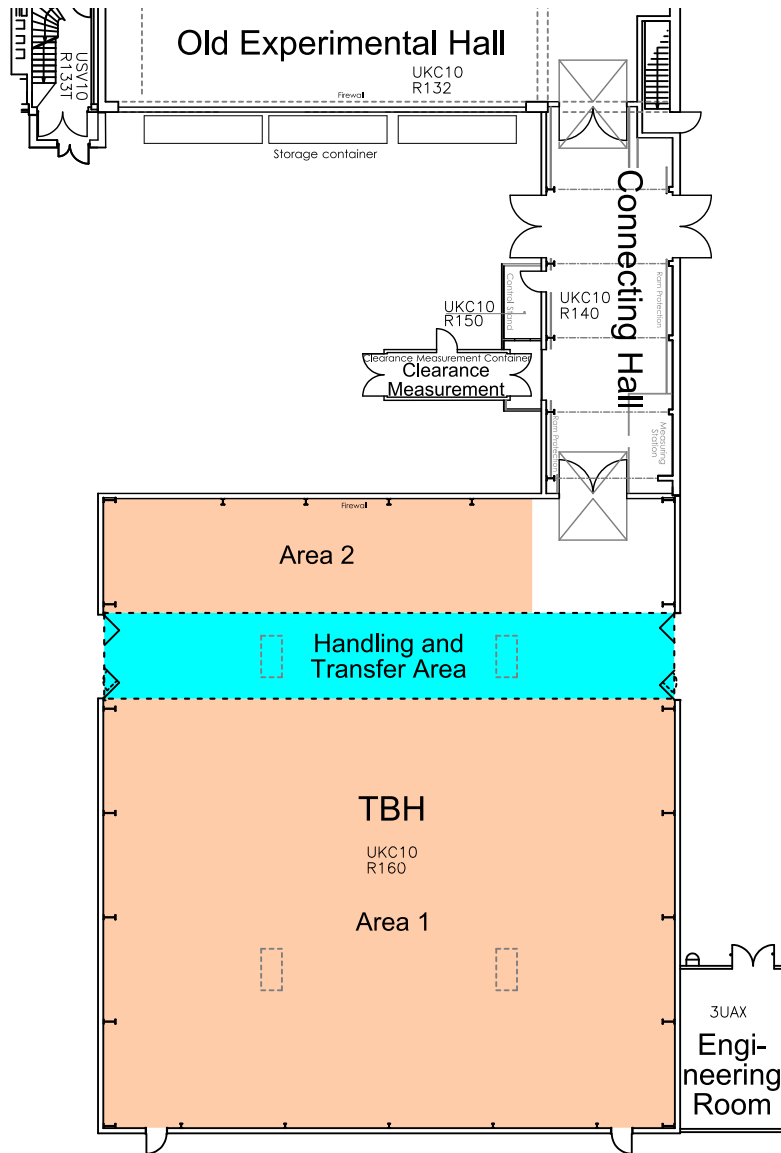 Old Experimental Hall
UKC10
R132
USV10
R133T
Firewall
Storage container
Connecting Hall
Control Stand
UKC10
R150
UKC10
R140
Ram Protection
Clearance Measurement Container
Clearance
Measurement
Ram Protection
Measuring
Station
Firewall
Area 2
Handling and
Transfer Area
TBH
UKC10
R160
Area 1
3UAX
Engi-
neering
Room